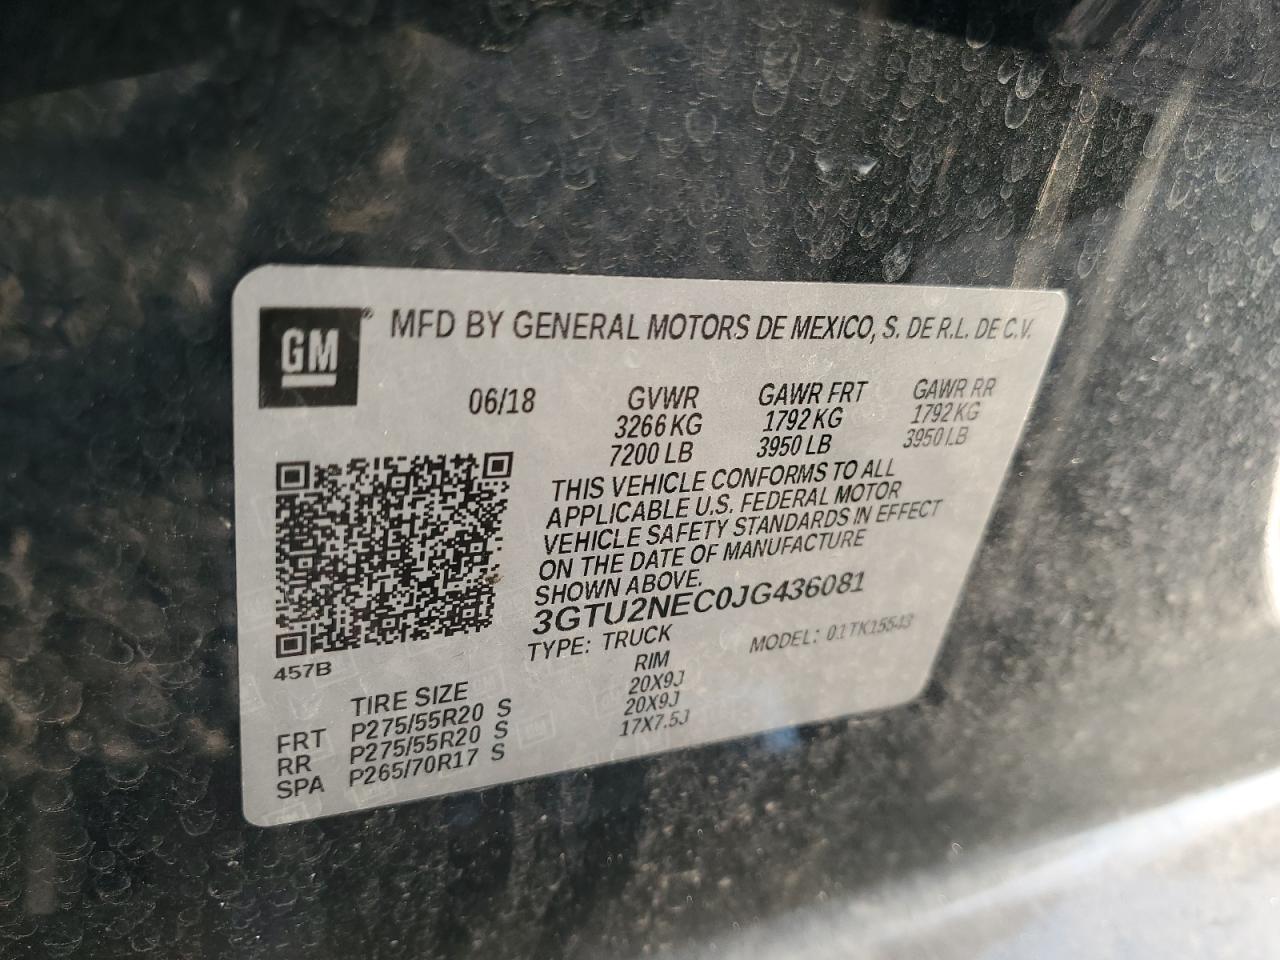 GM ® MFD BY GENERAL MOTORS DE MEXICO, S. DE R.L. DE C.V.
06/18 GVWR GAWR FRT GAWR RR
3266 KG 1792 KG 1792 KG
7200 LB 3950 LB 3950 LB
THIS VEHICLE CONFORMS TO ALL
APPLICABLE U.S. FEDERAL MOTOR
VEHICLE SAFETY STANDARDS IN EFFECT
ON THE DATE OF MANUFACTURE
SHOWN ABOVE.
3GTU2NEC0JG436081
TYPE: TRUCK MODEL: 01TK15543
457B
TIRE SIZE RIM
FRT P275/55R20 S 20X9J
RR P275/55R20 S 20X9J
SPA P265/70R17 S 17X7.5J